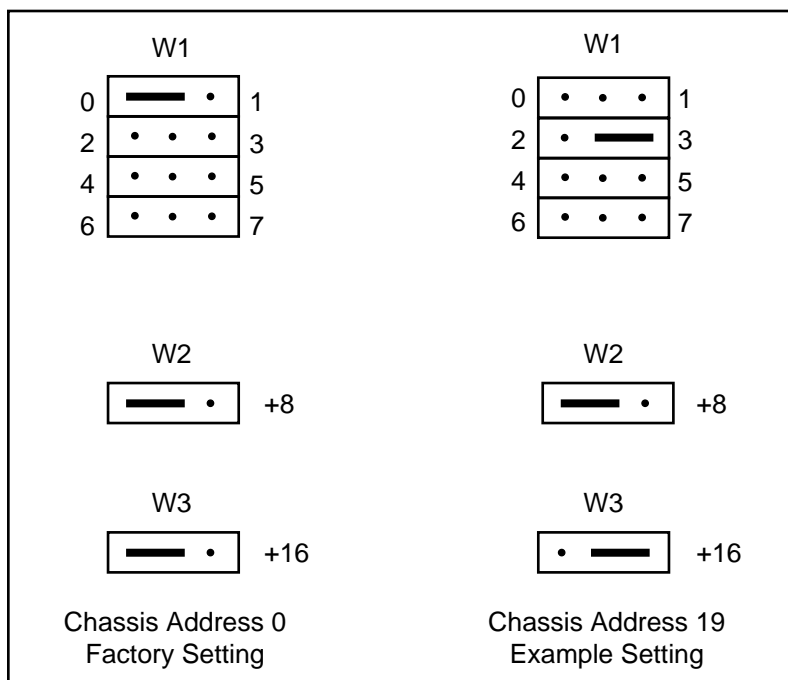 W1
0 1
2 3
4 5
6 7
W2
+8
W3
+16
Chassis Address 0
Factory Setting
W1
0 1
2 3
4 5
6 7
W2
+8
W3
+16
Chassis Address 19
Example Setting